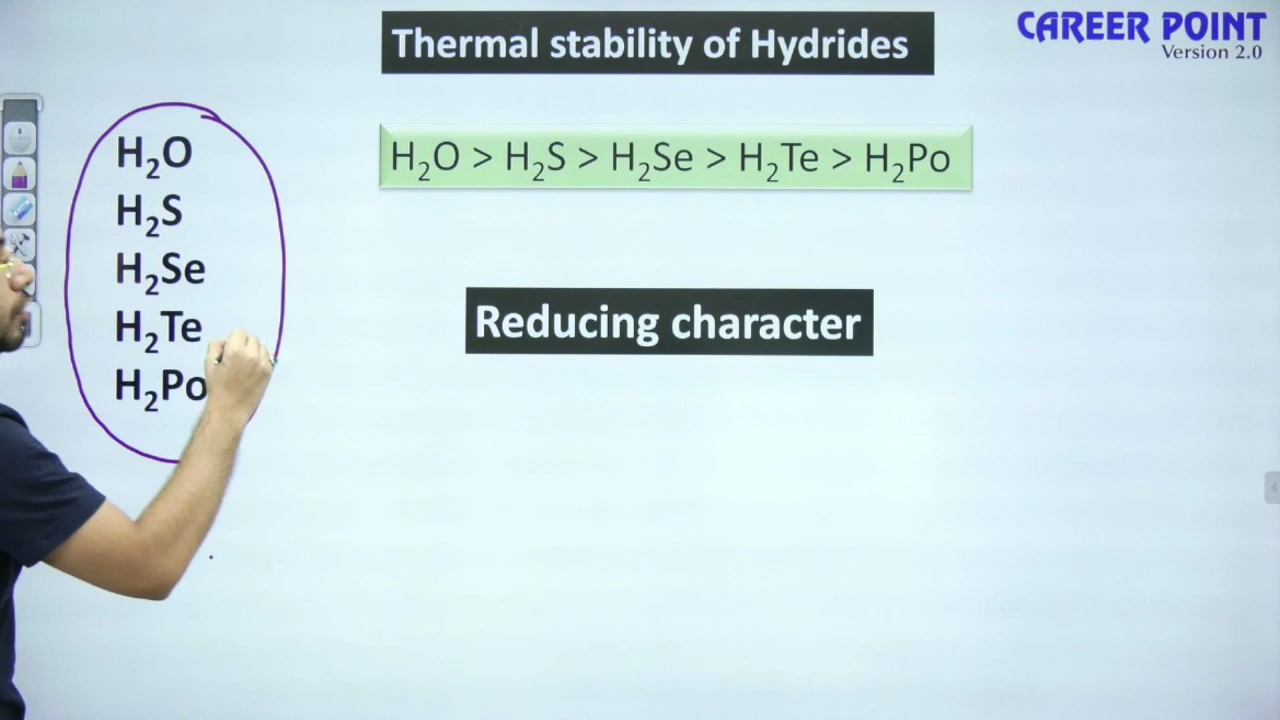 Thermal stability of Hydrides
CAREER POINT
Version 2.0
H₂O
H₂S
H₂Se
H₂Te
H₂Po
H₂O > H₂S > H₂Se > H₂Te > H₂Po
Reducing character